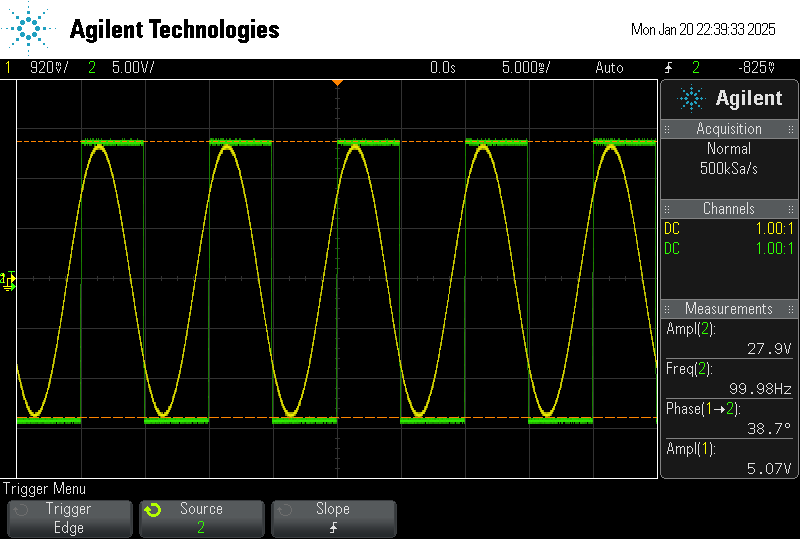 Agilent Technologies
Mon Jan 20 22:39:33 2025
1 920mV/ 2 5.00V/ 0.0s 5.000ms/ Auto 2 -825mV
Agilent
Acquisition
Normal
500kSa/s
Channels
DC 1.00:1
DC 1.00:1
Measurements
Ampl(2):
27.9V
Freq(2):
99.98Hz
Phase(1→2):
38.7°
Ampl(1):
5.07V
Trigger Menu
Trigger
Edge
Source
2
Slope